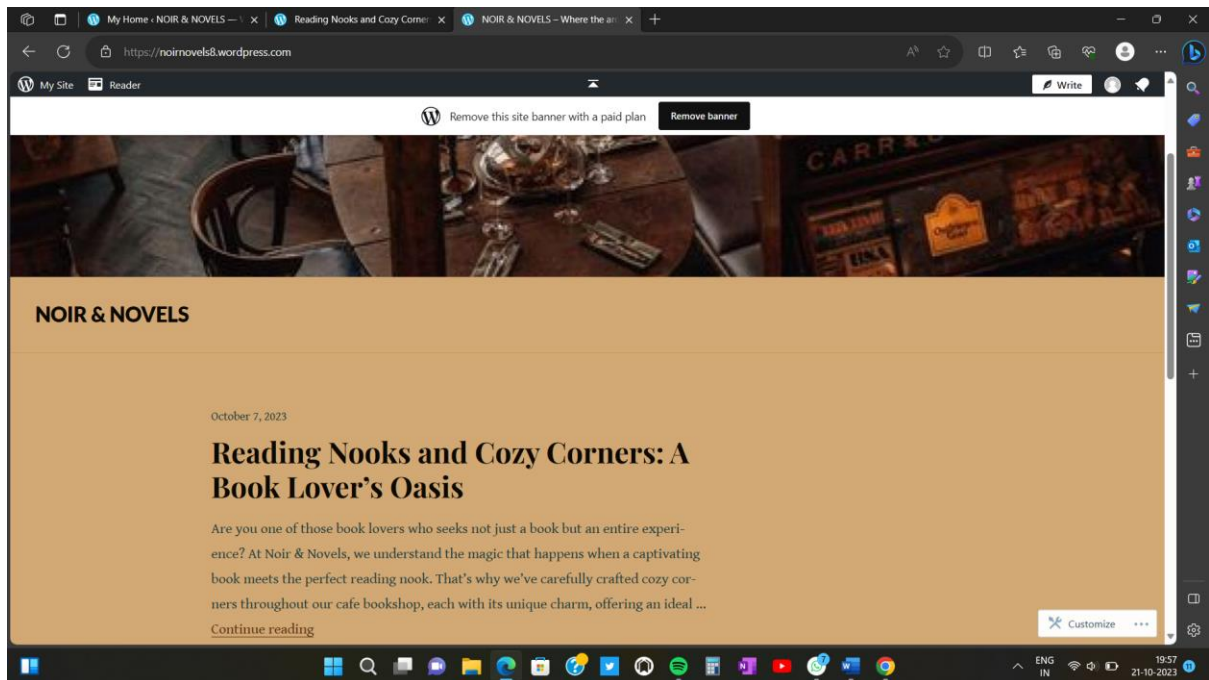 My Home ‹ NOIR & NOVELS —
Reading Nooks and Cozy Corner
NOIR & NOVELS – Where the
https://noirnovels8.wordpress.com
My Site
Reader
Write
Remove this site banner with a paid plan
Remove banner
USA
NOIR & NOVELS
October 7, 2023
Reading Nooks and Cozy Corners: A
Book Lover’s Oasis
Are you one of those book lovers who seeks not just a book but an entire experi-
ence? At Noir & Novels, we understand the magic that happens when a captivating
book meets the perfect reading nook. That’s why we’ve carefully crafted cozy cor-
ners throughout our cafe bookshop, each with its unique charm, offering an ideal ...
Continue reading
Customize
ENG
IN
19:57
21-10-2023